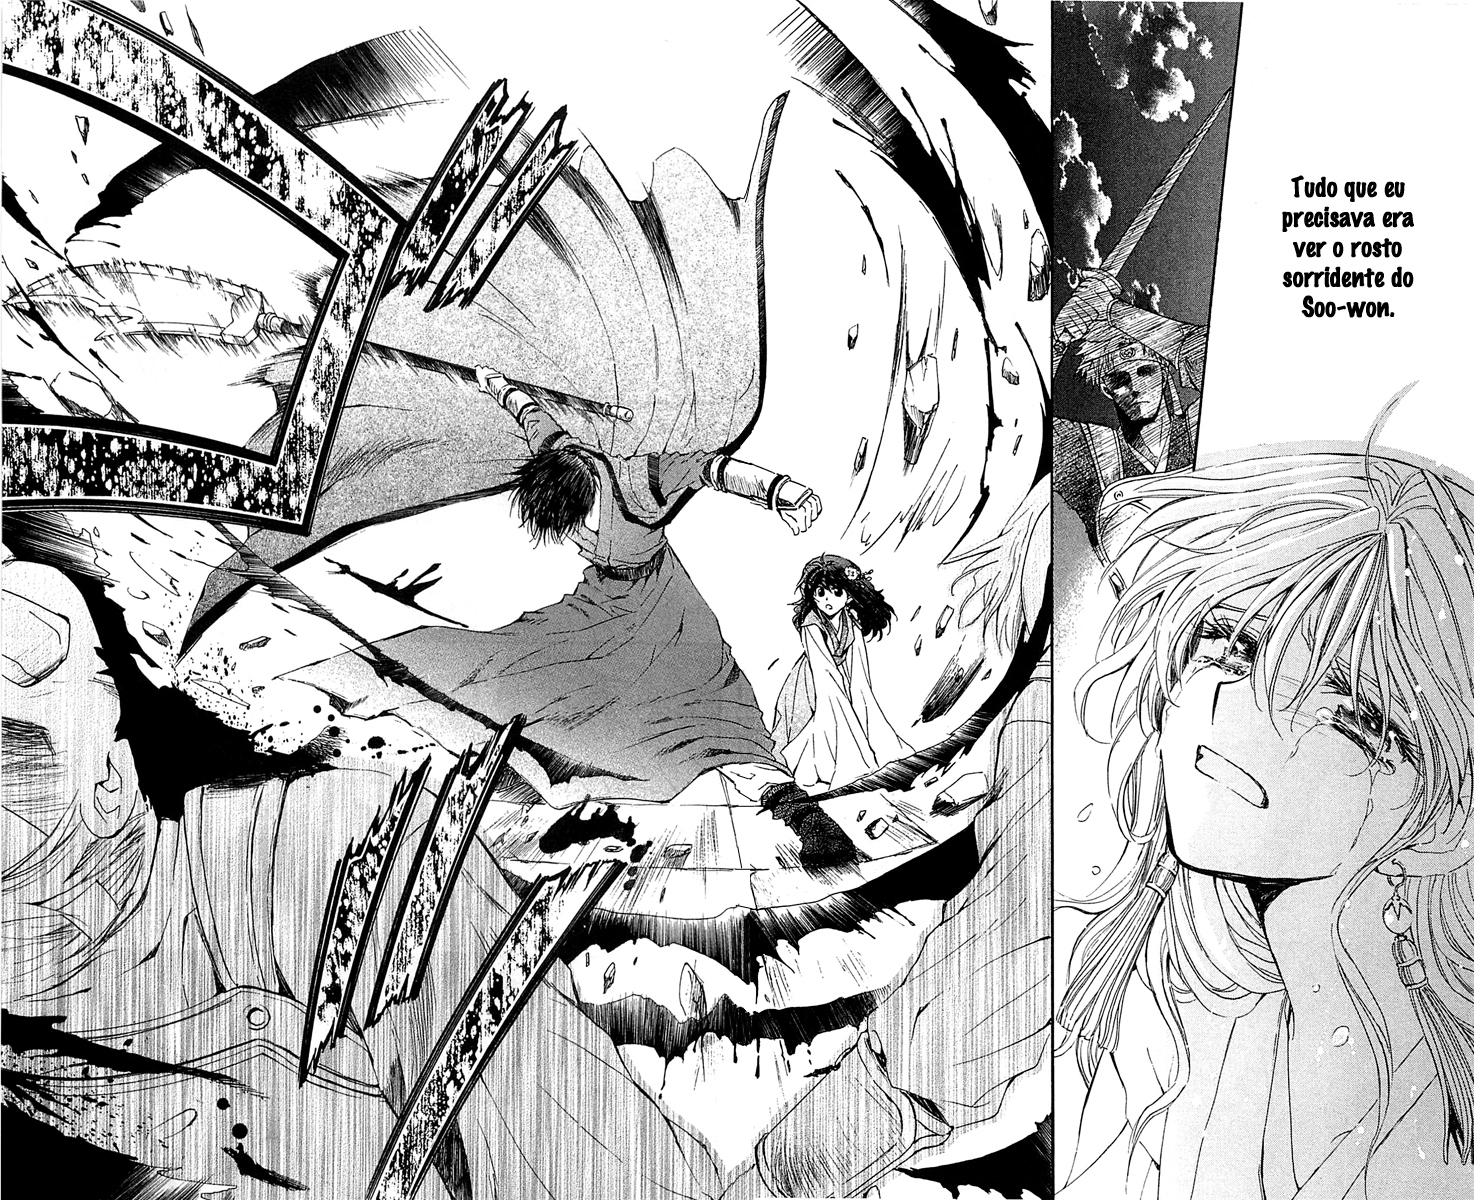 Tudo que eu
precisava era
ver o rosto
sorridente do
Soo-won.